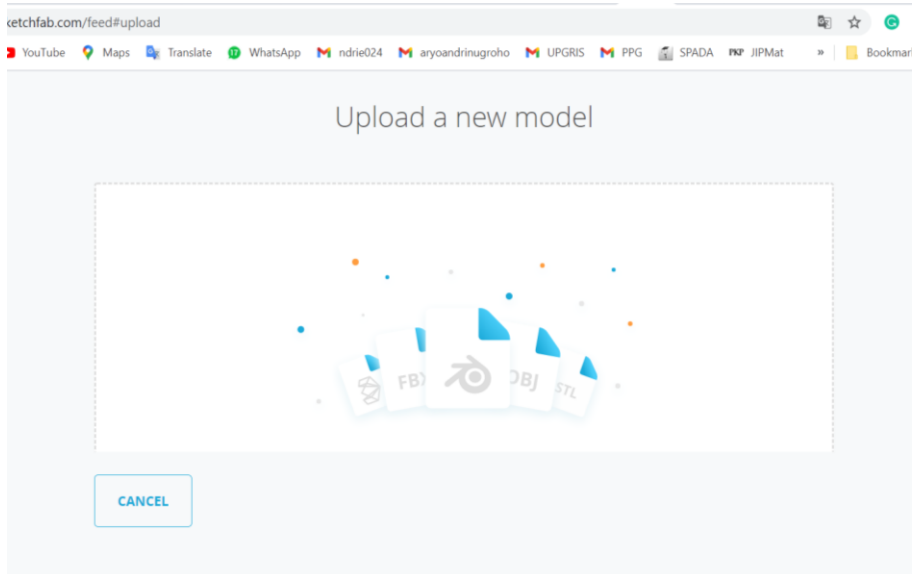 ketchfab.com/feed#upload
YouTube Maps Translate WhatsApp ndrie024 aryoandrinugroho UPGRIS PPG SPADA PKP JIPMat » Bookmar
Upload a new model
FBX OBJ STL
CANCEL